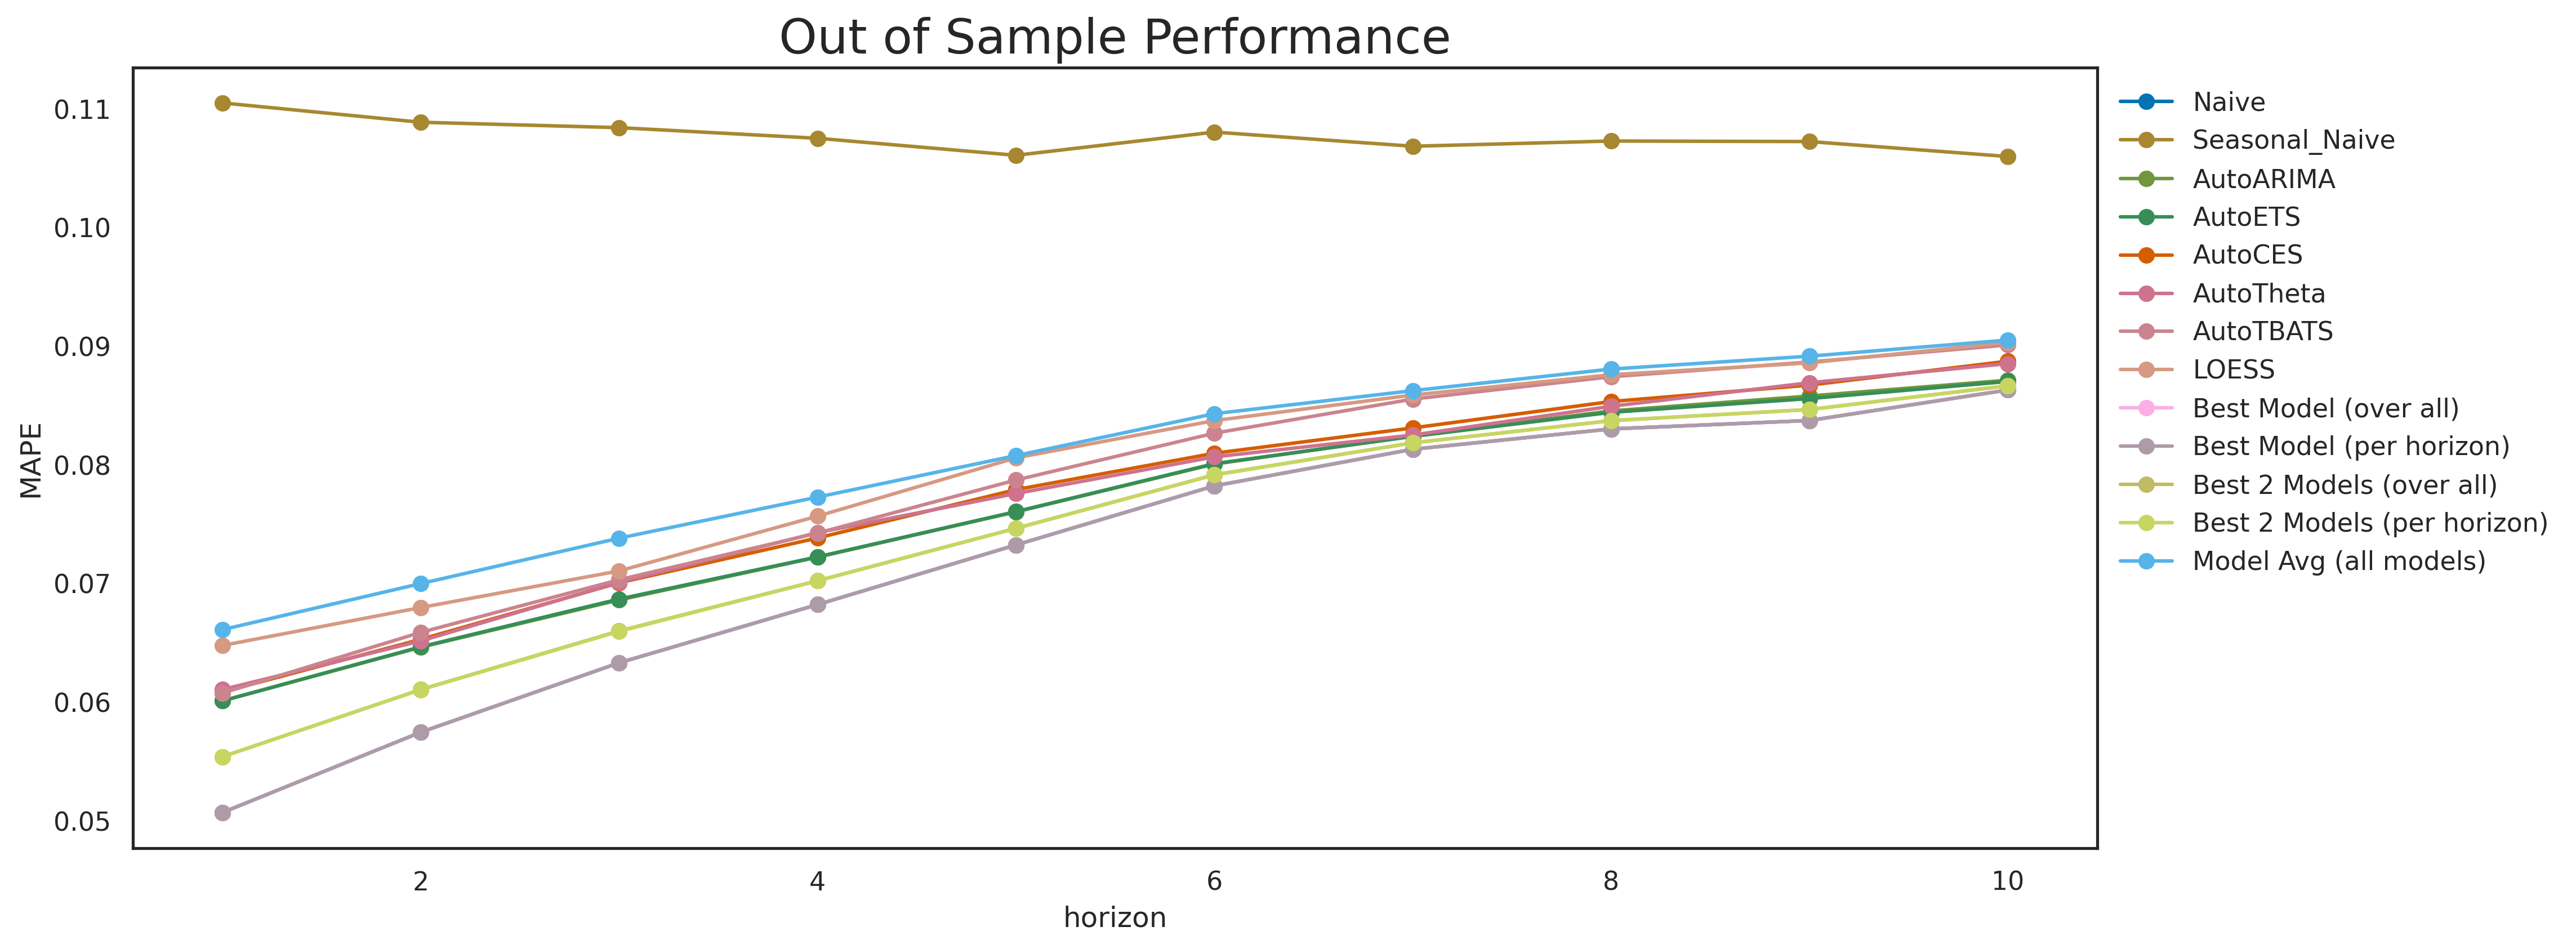 Out of Sample Performance
0.11
0.10
0.09
0.08
0.07
0.06
0.05
MAPE
2 4 6 8 10
horizon
Naive
Seasonal_Naive
AutoARIMA
AutoETS
AutoCES
AutoTheta
AutoTBATS
LOESS
Best Model (over all)
Best Model (per horizon)
Best 2 Models (over all)
Best 2 Models (per horizon)
Model Avg (all models)